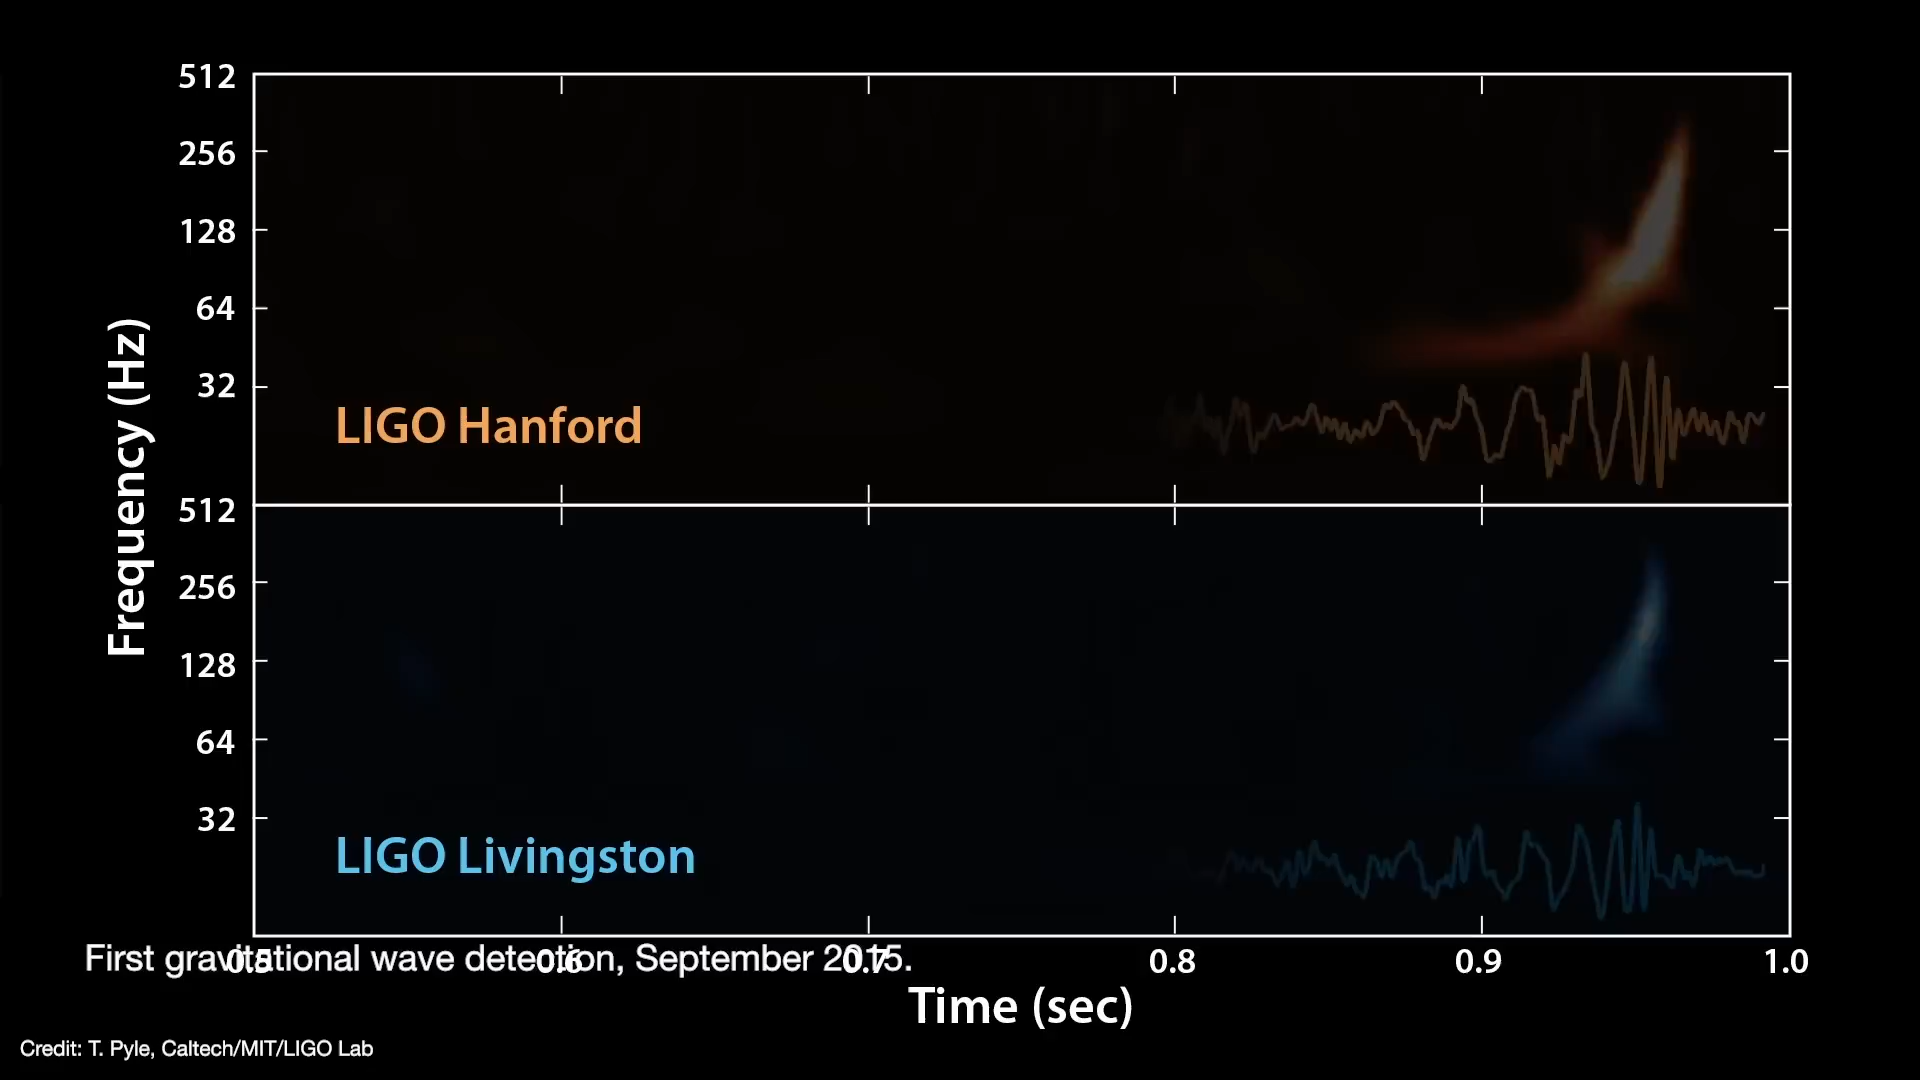 512
256
128
64
32
LIGO Hanford
512
256
128
64
32
LIGO Livingston
Frequency (Hz)
0.5 0.6 0.7 0.8 0.9 1.0
First gravitational wave detection, September 2015.
Time (sec)
Credit: T. Pyle, Caltech/MIT/LIGO Lab